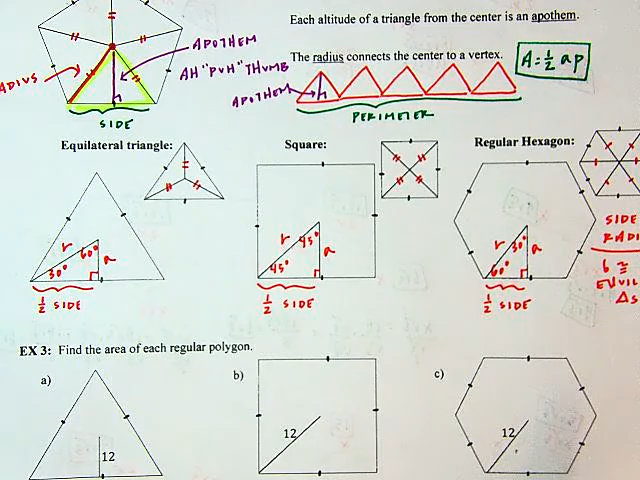 Each altitude of a triangle from the center is an apothem.
APOTHEM
The radius connects the center to a vertex.
A = ½ ap
ADIUS
AH "PUH" THUMB
APOTHEM
PERIMETER
SIDE
Equilateral triangle:
Square:
Regular Hexagon:
r 60° a
30°
½ SIDE
r 45° a
45°
½ SIDE
r 30° a
60°
½ SIDE
SIDE
RADI
6 ≅
EQUIL
Δs
EX 3: Find the area of each regular polygon.
a)
b)
c)
12
12
12